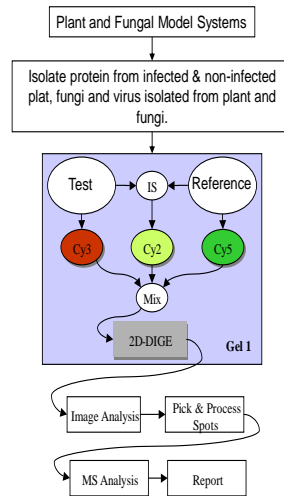 Plant and Fungal Model Systems
Isolate protein from infected & non-infected
plat, fungi and virus isolated from plant and
fungi.
Test
IS
Reference
Cy3
Cy2
Cy5
Mix
2D-DIGE
Gel 1
Image Analysis
Pick & Process
Spots
MS Analysis
Report